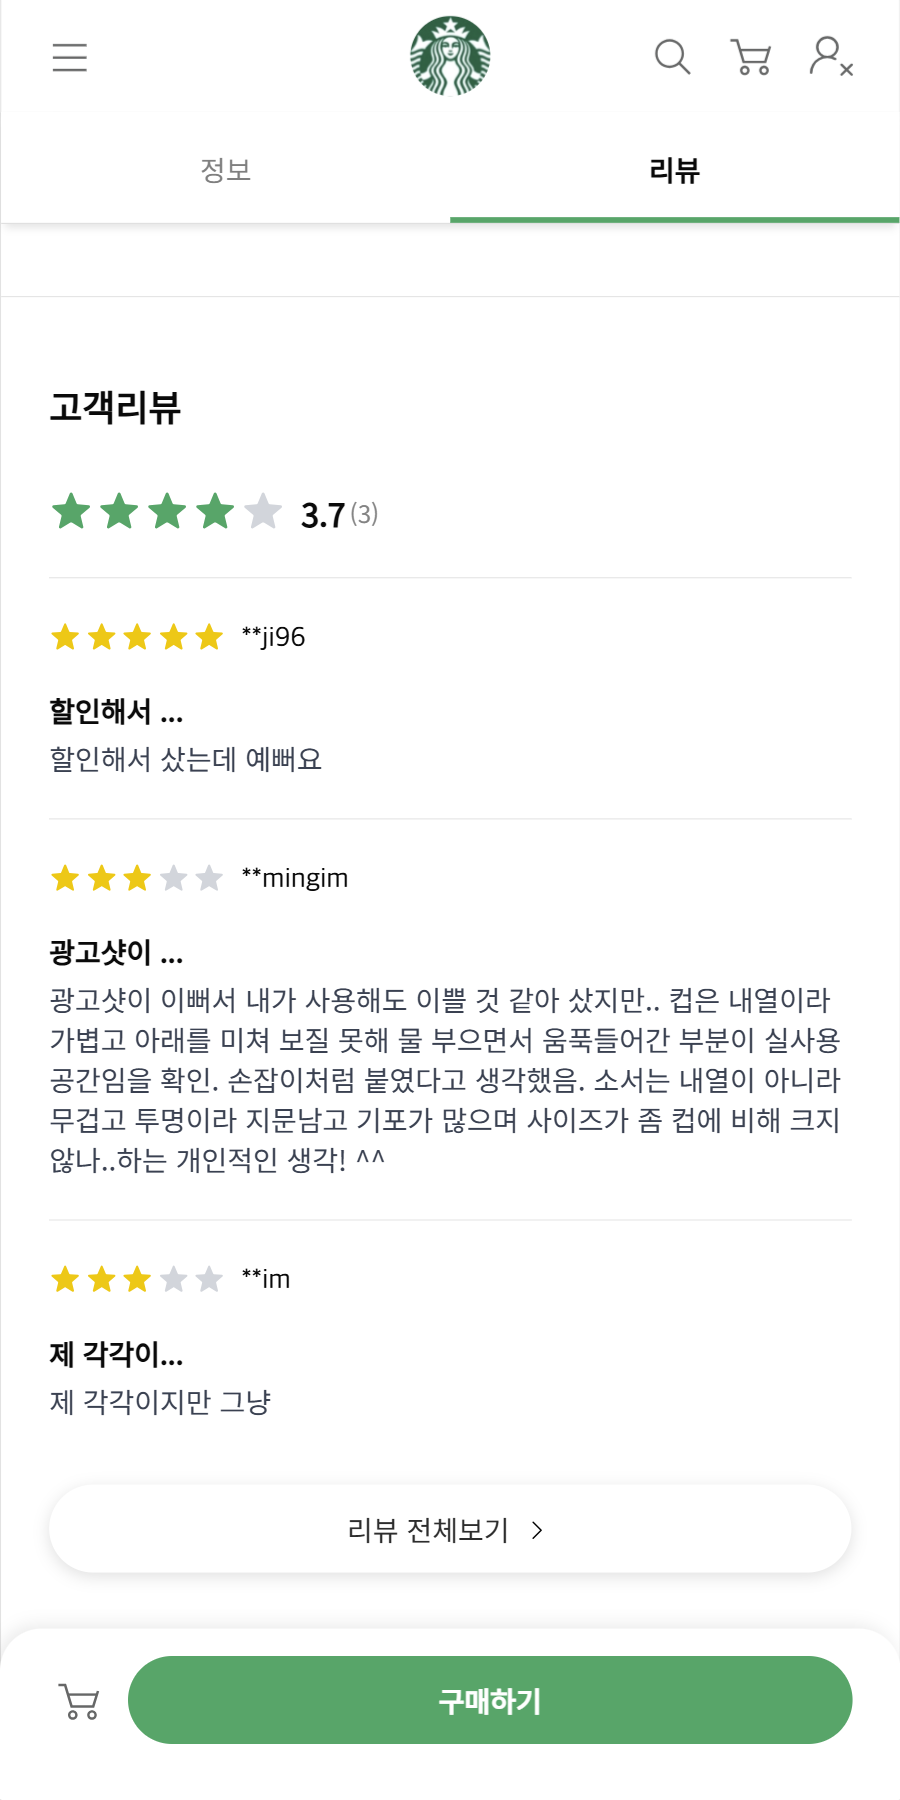 정보
리뷰
고객리뷰
3.7 (3)
**ji96
할인해서 ...
할인해서 샀는데 예뻐요
**mingim
광고샷이 ...
광고샷이 이뻐서 내가 사용해도 이쁠 것 같아 샀지만.. 컵은 내열이라
가볍고 아래를 미쳐 보질 못해 물 부으면서 움푹들어간 부분이 실사용
공간임을 확인. 손잡이처럼 붙였다고 생각했음. 소서는 내열이 아니라
무겁고 투명이라 지문남고 기포가 많으며 사이즈가 좀 컵에 비해 크지
않나..하는 개인적인 생각! ^^
**im
제 각각이...
제 각각이지만 그냥
리뷰 전체보기
구매하기